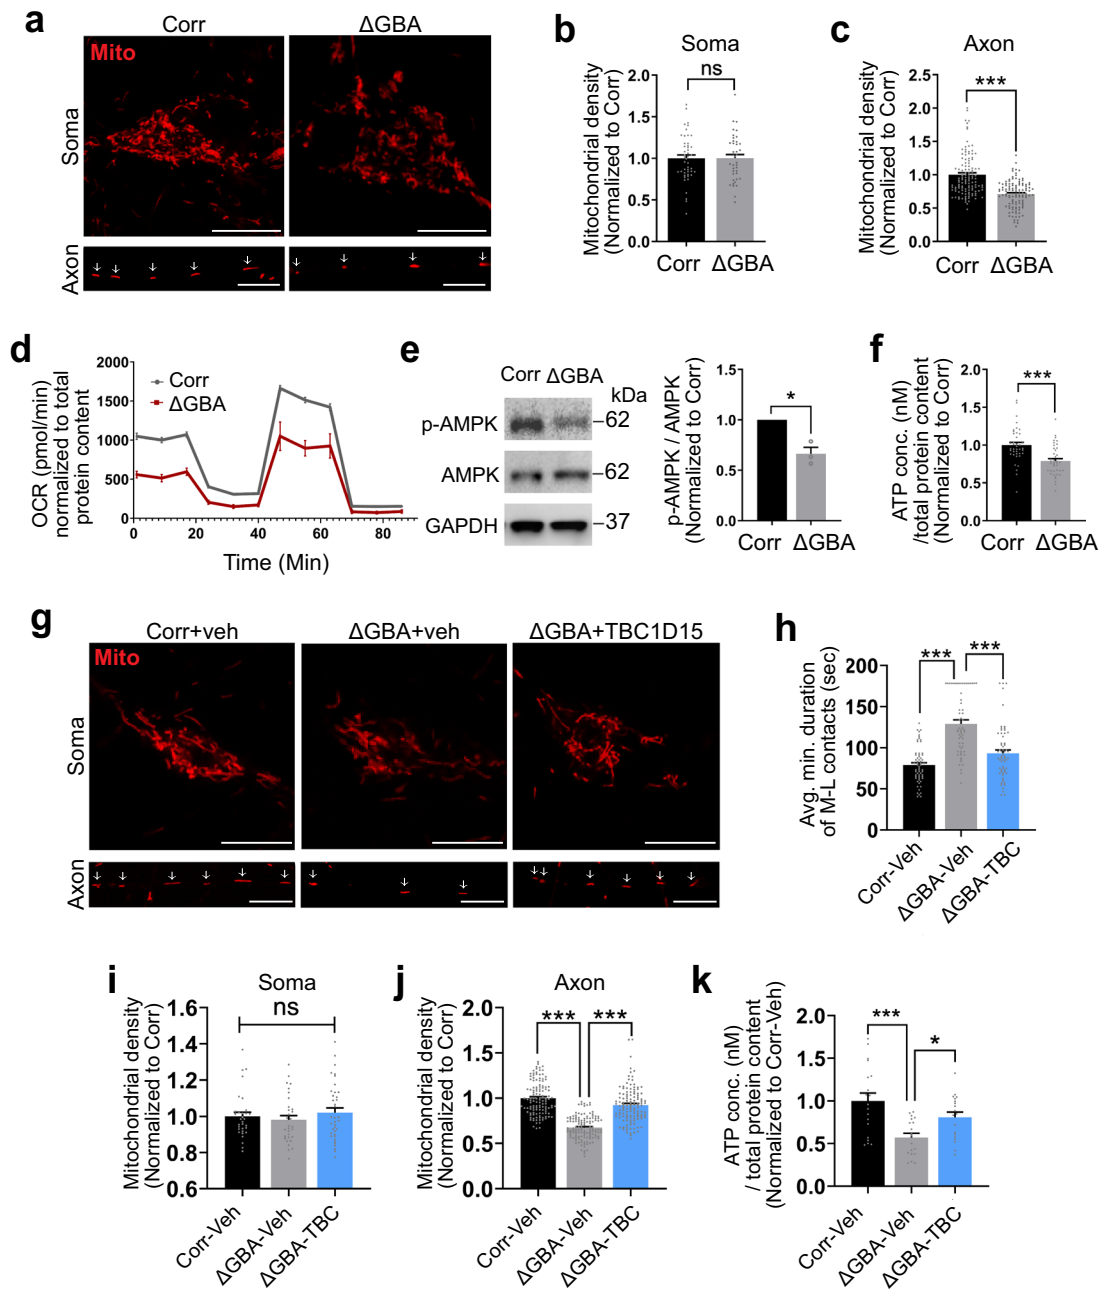 a
Corr
ΔGBA
Mito
Soma
Axon
b
Soma
ns
Mitochondrial density
(Normalized to Corr)
2.0
1.5
1.0
0.5
0.0
Corr ΔGBA
c
Axon
***
Mitochondrial density
(Normalized to Corr)
2.5
2.0
1.5
1.0
0.5
0.0
Corr ΔGBA
d
OCR (pmol/min)
normalized to total
protein content
2000
1500
1000
500
0
Corr
ΔGBA
0 20 40 60 80
Time (Min)
e
Corr ΔGBA
kDa
p-AMPK
–62
AMPK
–62
GAPDH
–37
p-AMPK / AMPK
(Normalized to Corr)
1.5
1.0
0.5
0.0
*
Corr ΔGBA
f
ATP conc. (nM)
/total protein content
(Normalized to Corr)
2.0
1.5
1.0
0.5
0.0
***
Corr ΔGBA
g
Corr+veh
ΔGBA+veh
ΔGBA+TBC1D15
Mito
Soma
Axon
h
Avg. min. duration
of M-L contacts (sec)
200
150
100
50
0
*** ***
Corr-Veh
ΔGBA-Veh
ΔGBA-TBC
i
Soma
ns
Mitochondrial density
(Normalized to Corr)
1.6
1.4
1.2
1.0
0.8
0.6
Corr-Veh
ΔGBA-Veh
ΔGBA-TBC
j
Axon
*** ***
Mitochondrial density
(Normalized to Corr)
2.0
1.5
1.0
0.5
0.0
Corr-Veh
ΔGBA-Veh
ΔGBA-TBC
k
ATP conc. (nM)
/ total protein content
(Normalized to Corr-Veh)
2.0
1.5
1.0
0.5
0.0
***
*
Corr-Veh
ΔGBA-Veh
ΔGBA-TBC